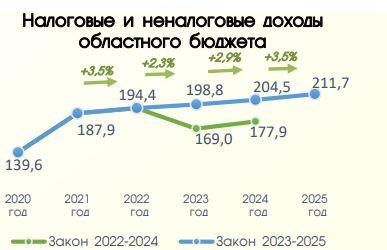 Налоговые и неналоговые доходы
областного бюджета
+3,5% +2,3% +2,9% +3,5%
139,6 187,9 194,4 198,8 204,5 211,7
169,0 177,9
2020 2021 2022 2023 2024 2025
год год год год год год
Закон 2022-2024 Закон 2023-2025